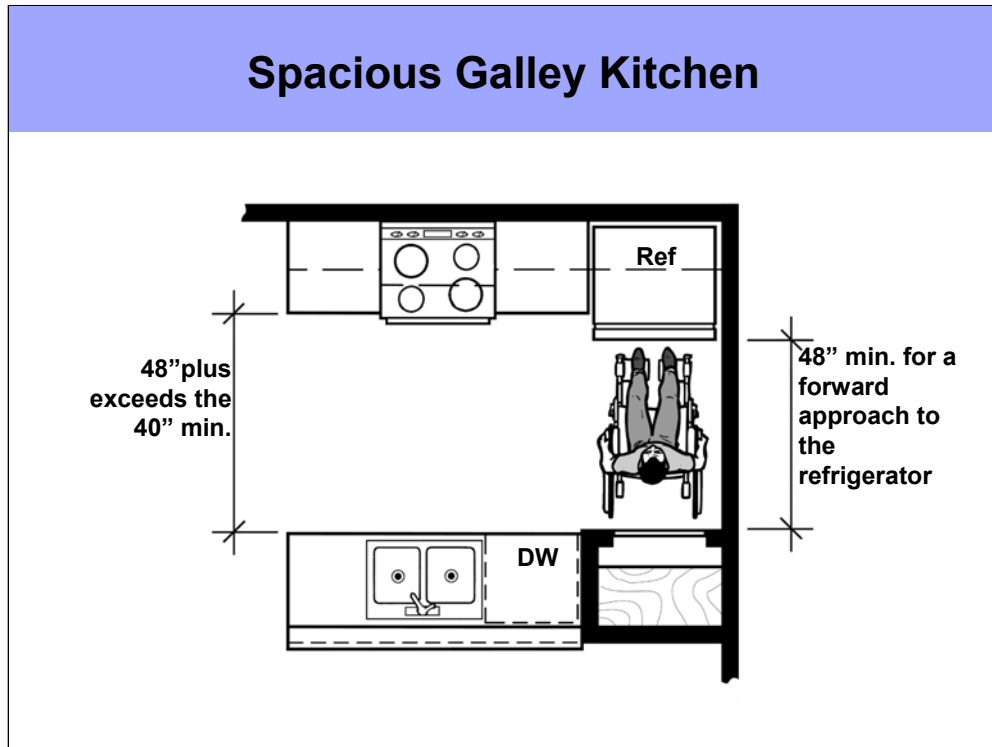 Spacious Galley Kitchen
Ref
48”plus
exceeds the
40” min.
48” min. for a
forward
approach to
the
refrigerator
DW